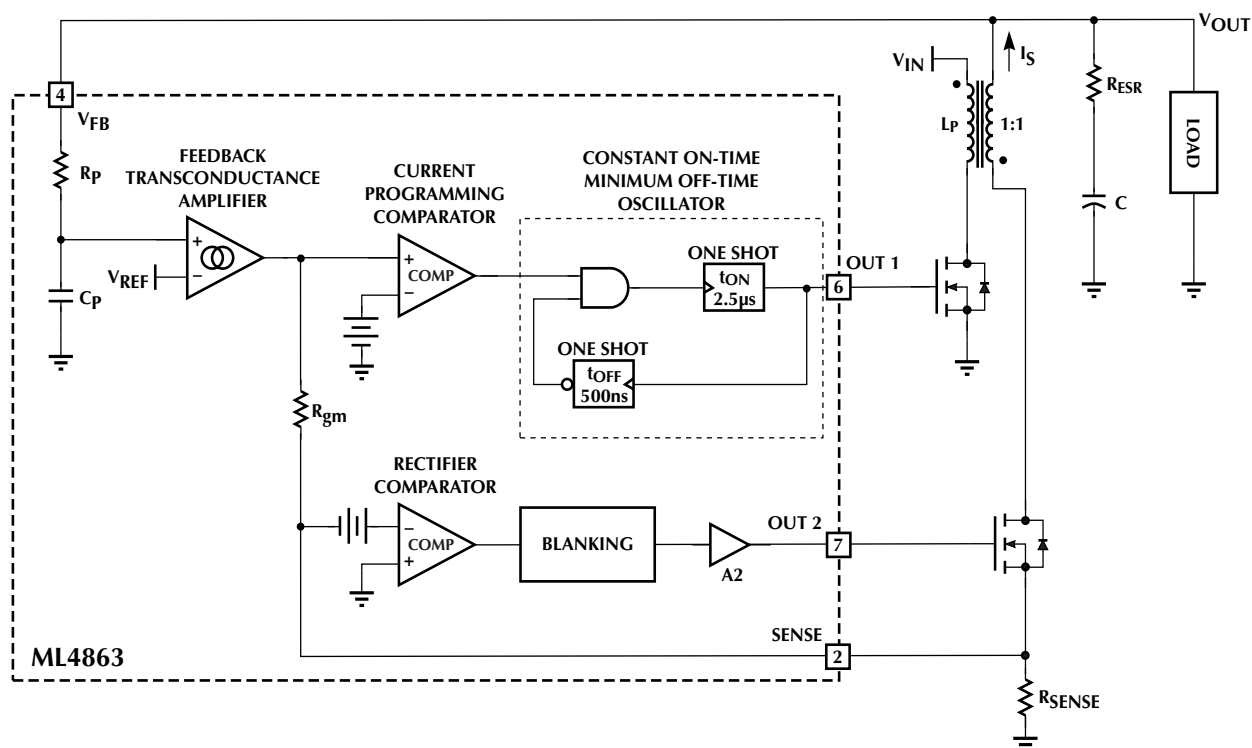 VOUT
VIN
IS
RESR
4
VFB
LP
1:1
LOAD
RP
FEEDBACK
TRANSCONDUCTANCE
AMPLIFIER
CURRENT
PROGRAMMING
COMPARATOR
CONSTANT ON-TIME
MINIMUM OFF-TIME
OSCILLATOR
C
+
–
VREF
CP
+
COMP
–
ONE SHOT
tON
2.5µs
OUT 1
6
ONE SHOT
tOFF
500ns
Rgm
RECTIFIER
COMPARATOR
–
COMP
+
BLANKING
A2
OUT 2
7
SENSE
2
ML4863
RSENSE